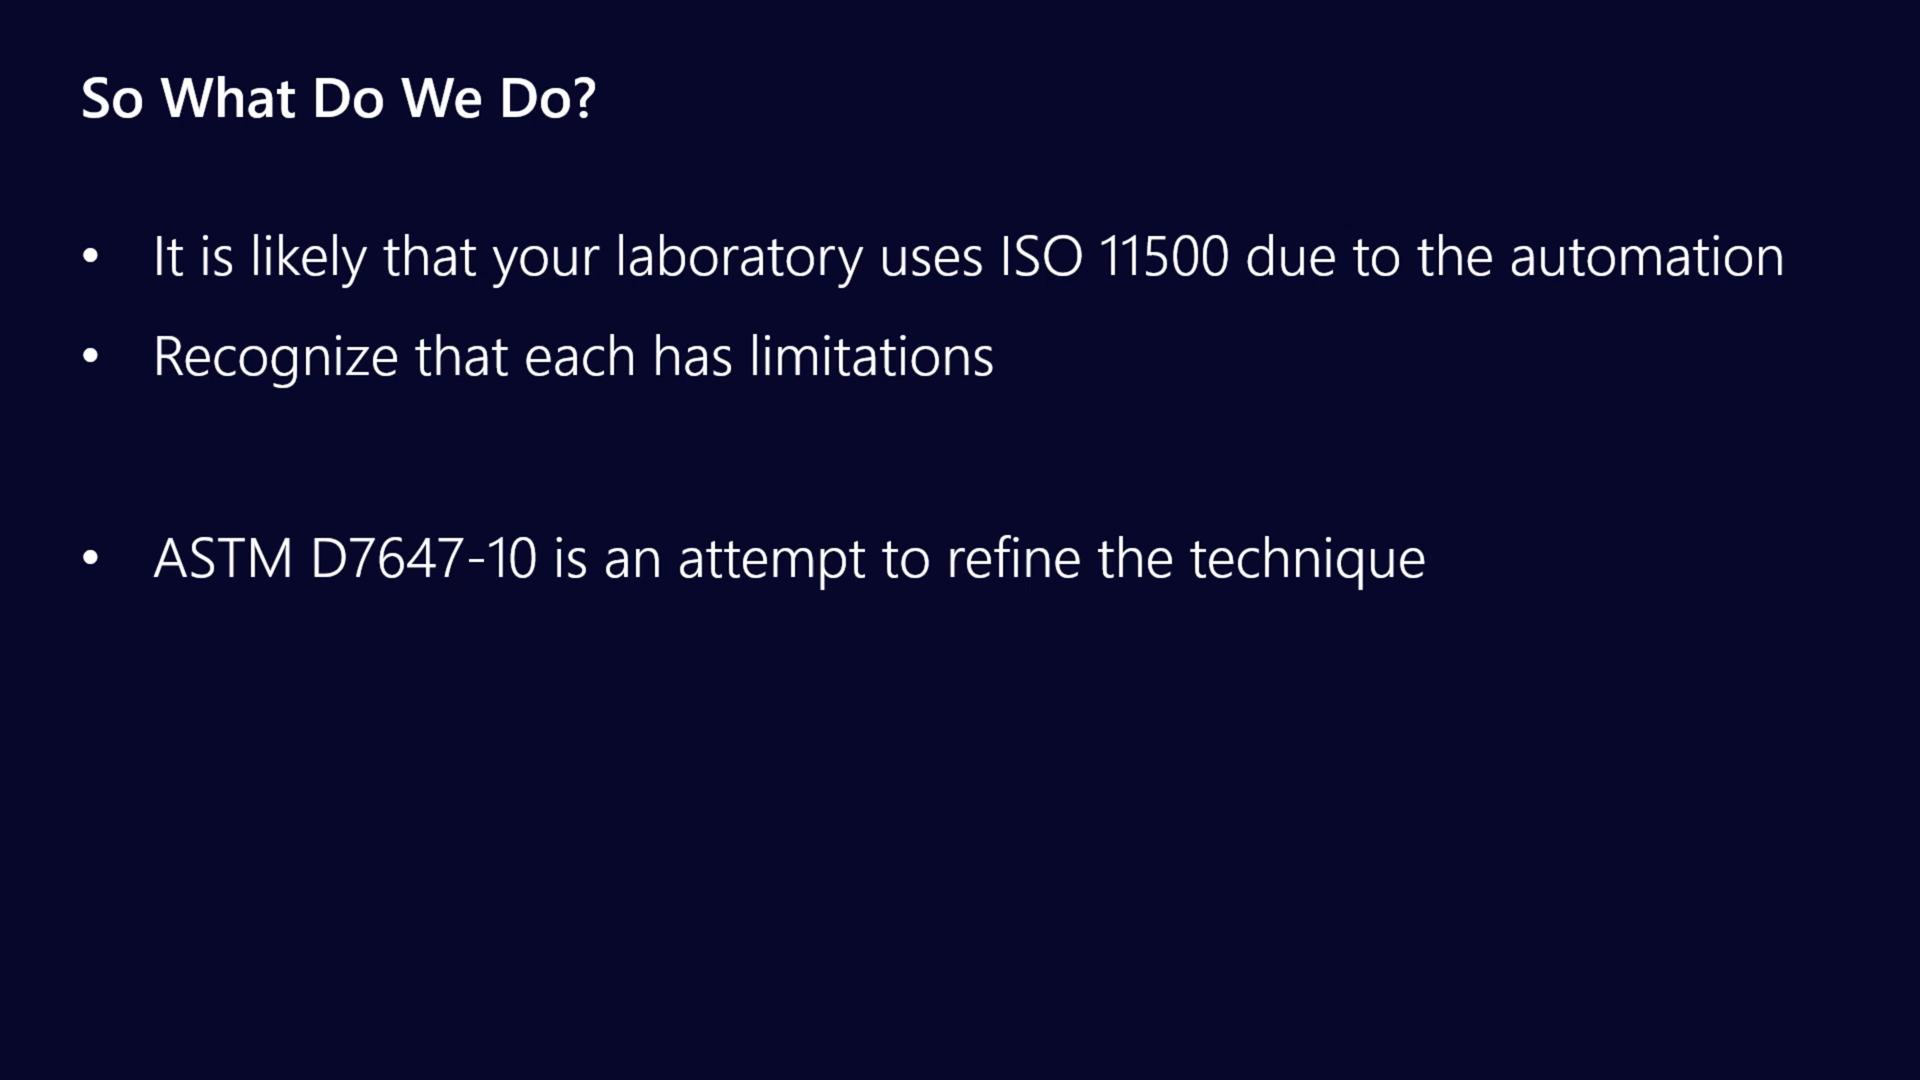 So What Do We Do?
• It is likely that your laboratory uses ISO 11500 due to the automation
• Recognize that each has limitations
• ASTM D7647-10 is an attempt to refine the technique